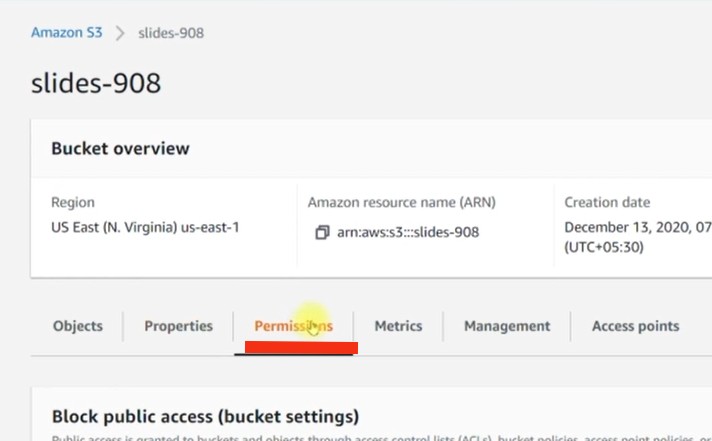 Amazon S3 > slides-908
slides-908
Bucket overview
Region
US East (N. Virginia) us-east-1
Amazon resource name (ARN)
arn:aws:s3:::slides-908
Creation date
December 13, 2020, 07
(UTC+05:30)
Objects Properties Permissions Metrics Management Access points
Block public access (bucket settings)
Public access is granted to buckets and objects through access control lists (ACLs), bucket policies, access point policies, or